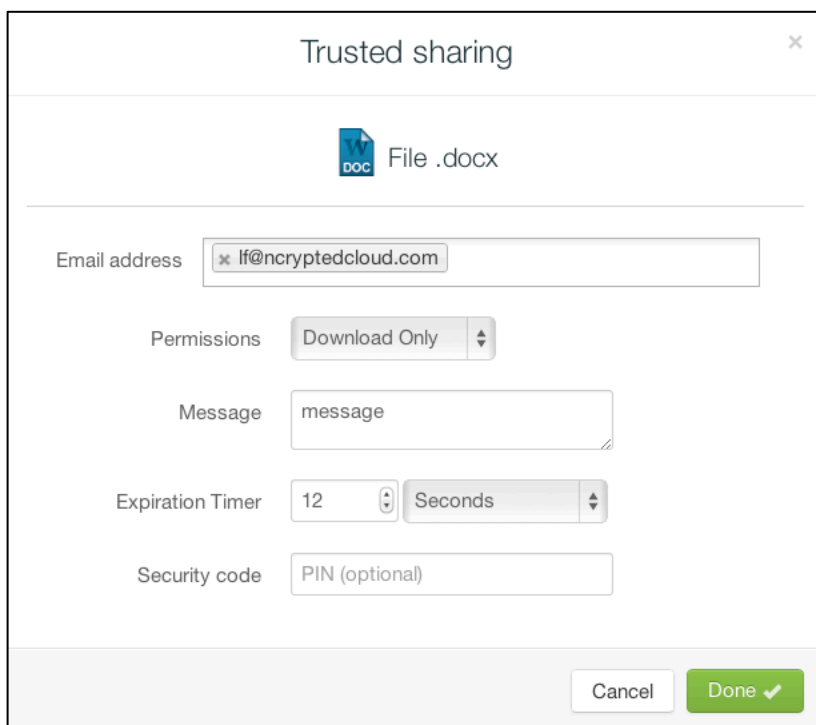 Trusted sharing
W
DOC
File .docx
Email address lf@ncryptedcloud.com
Permissions Download Only
Message message
Expiration Timer 12 Seconds
Security code PIN (optional)
Cancel Done